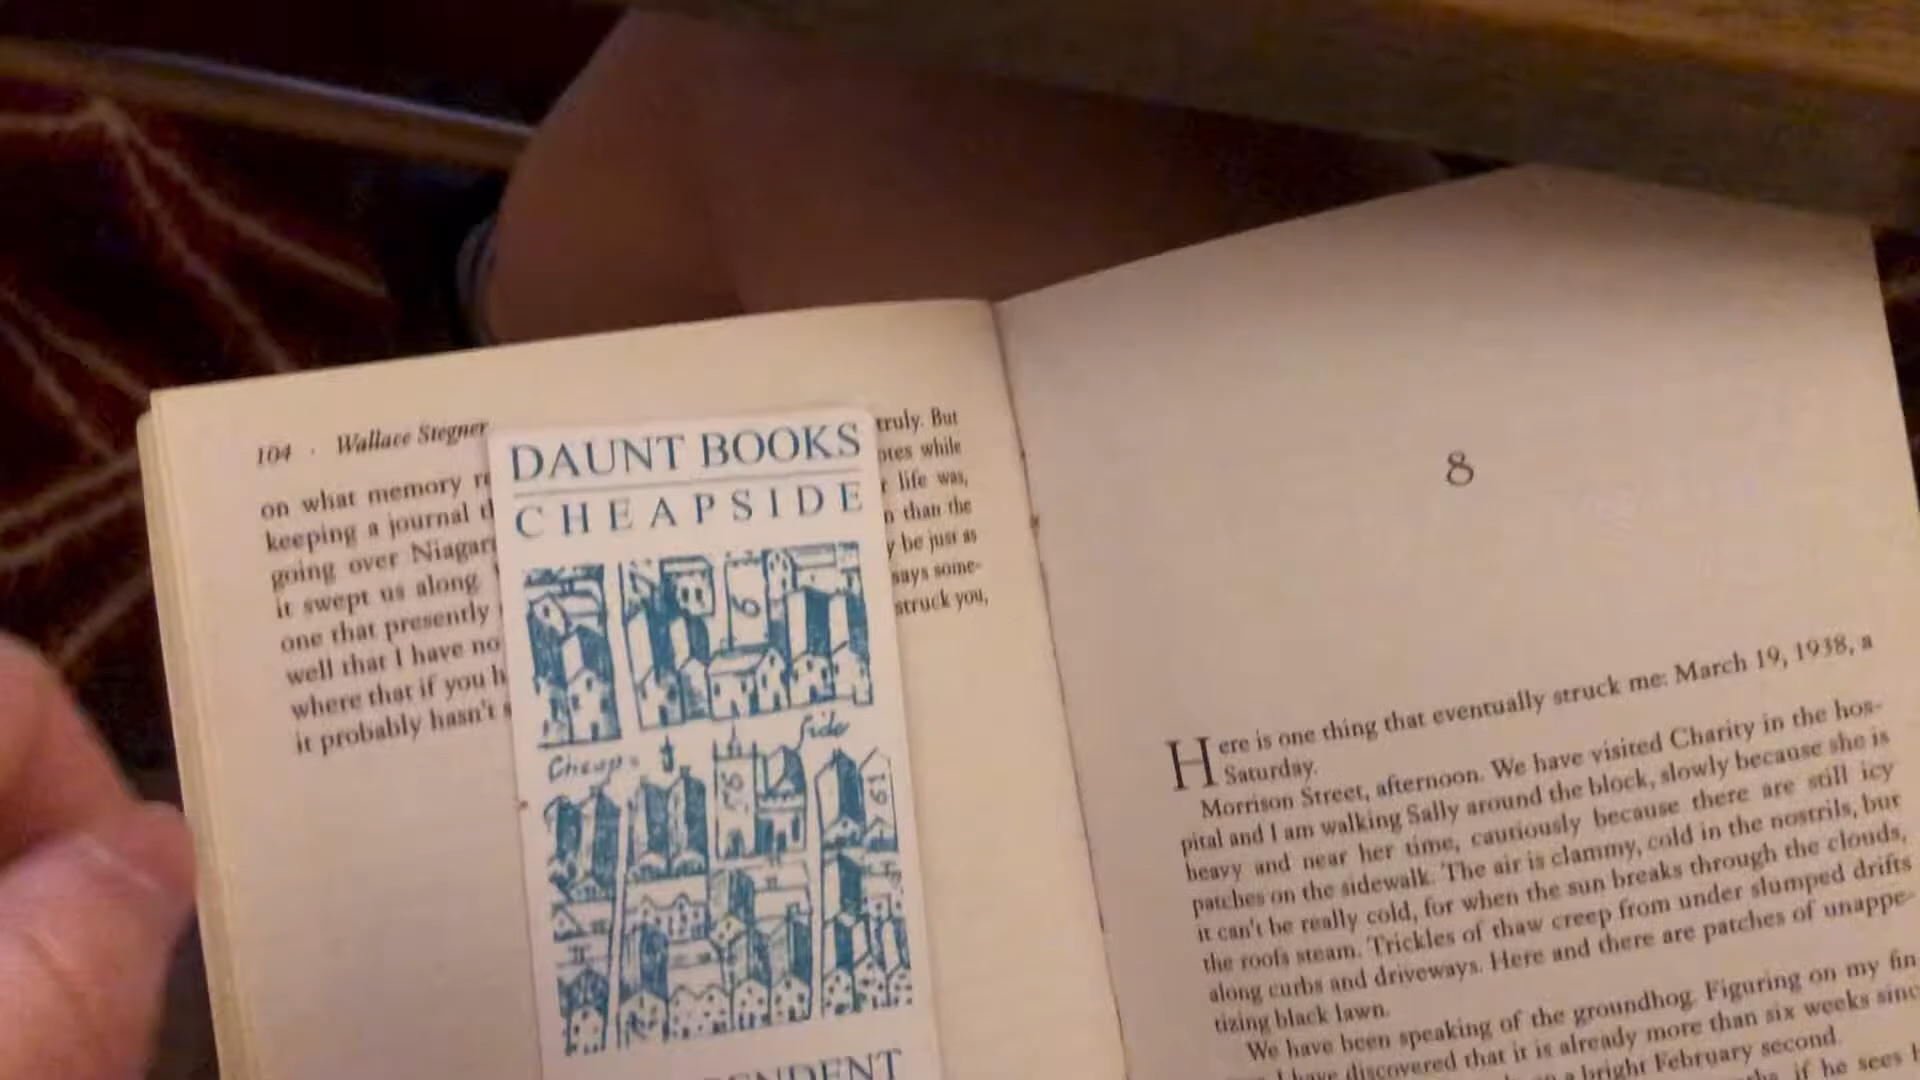 104 · Wallace Stegner
on what memory
truly. But
keeping a journal
while
going over
life was,
it swept us along
than the
one that presently
be just as
well that I have no
says some-
where that if you
struck you,
it probably hasn't
DAUNT BOOKS
CHEAPSIDE
Cheap-
side
8
Here is one thing that eventually struck me: March 19, 1938, a
Saturday.
Morrison Street, afternoon. We have visited Charity in the hos-
pital and I am walking Sally around the block, slowly because she is
heavy and near her time, cautiously because there are still icy
patches on the sidewalk. The air is clammy, cold in the nostrils, but
it can't be really cold, for when the sun breaks through the clouds,
the roofs steam. Trickles of thaw creep from under slumped drifts
along curbs and driveways. Here and there are patches of unappe-
tizing black lawn.
We have been speaking of the groundhog. Figuring on my fin-
I have discovered that it is already more than six weeks
a bright February second.
if he sees